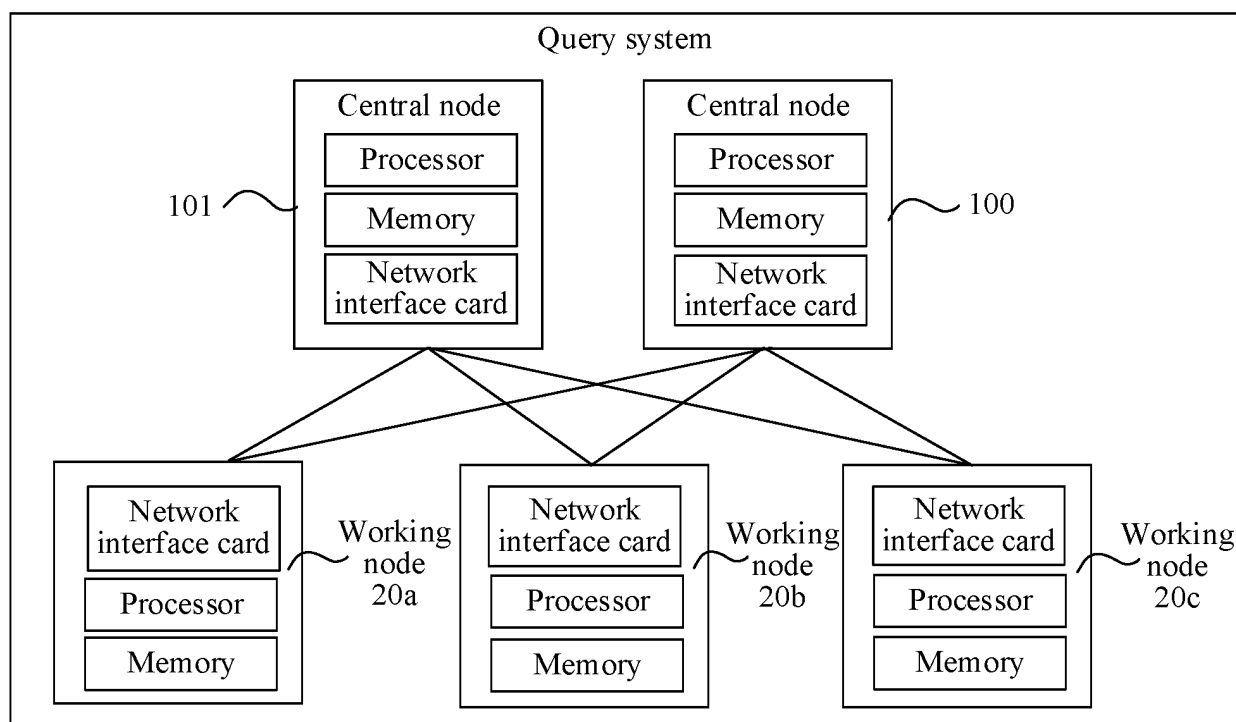 Query system
Central node
Processor
Memory
Network
interface card
101
Central node
Processor
Memory
Network
interface card
100
Network
interface card
Processor
Memory
Working
node
20a
Network
interface card
Processor
Memory
Working
node
20b
Network
interface card
Processor
Memory
Working
node
20c